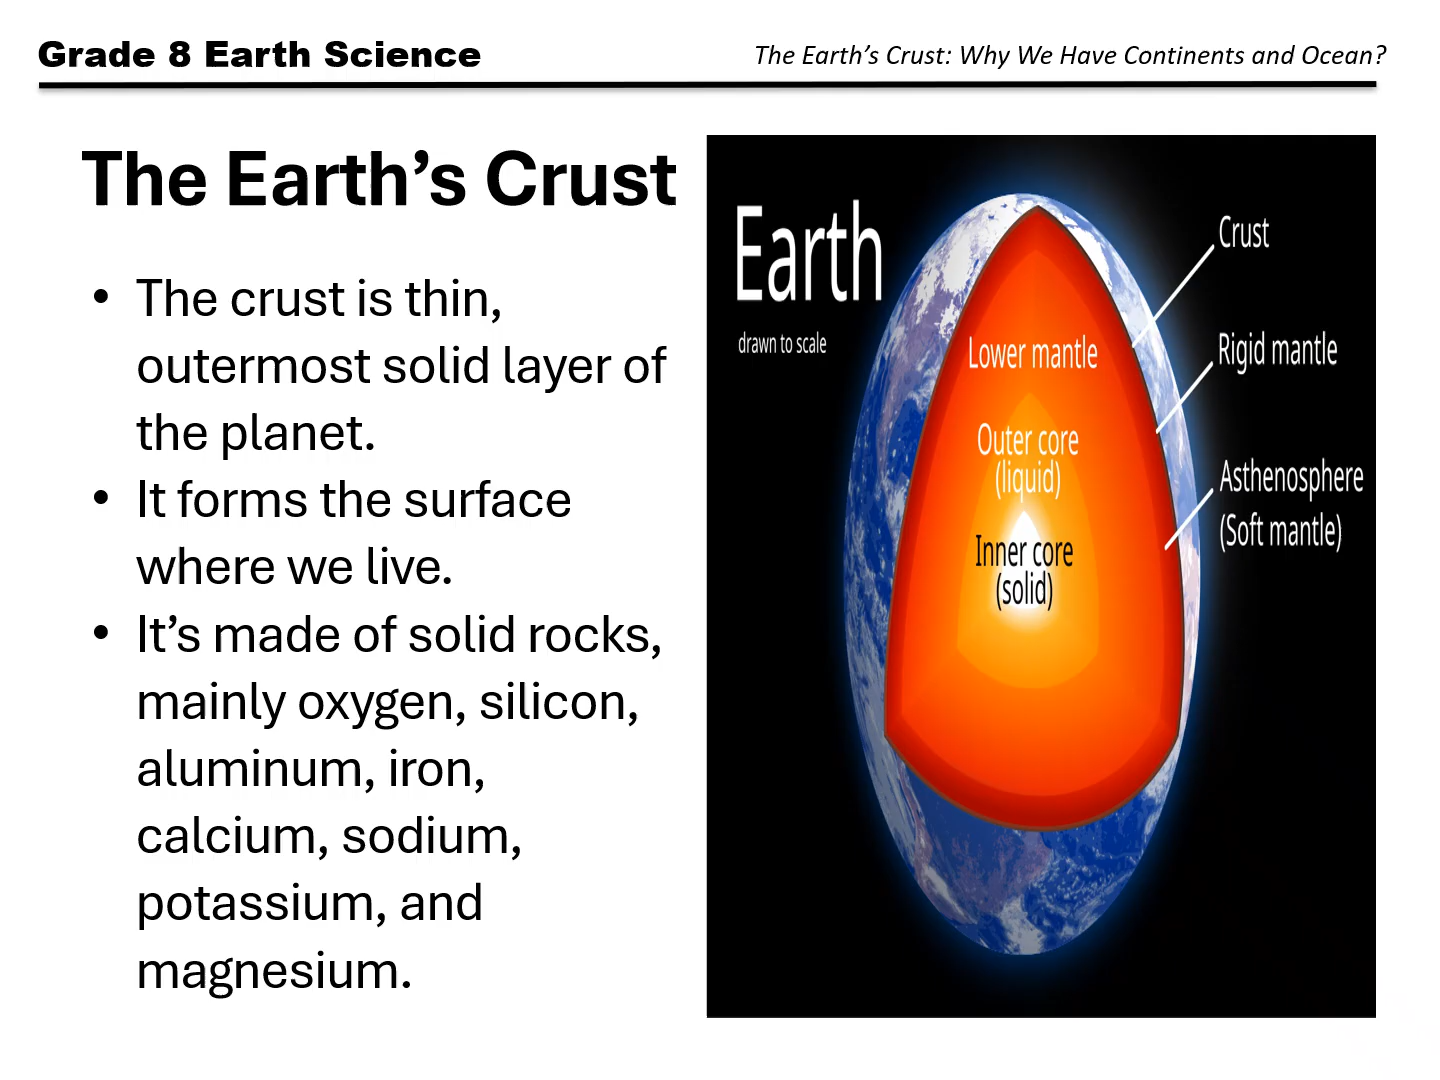 Grade 8 Earth Science
The Earth’s Crust: Why We Have Continents and Ocean?
The Earth’s Crust
• The crust is thin,
outermost solid layer of
the planet.
• It forms the surface
where we live.
• It’s made of solid rocks,
mainly oxygen, silicon,
aluminum, iron,
calcium, sodium,
potassium, and
magnesium.
Earth
drawn to scale
Crust
Rigid mantle
Asthenosphere
(Soft mantle)
Lower mantle
Outer core
(liquid)
Inner core
(solid)